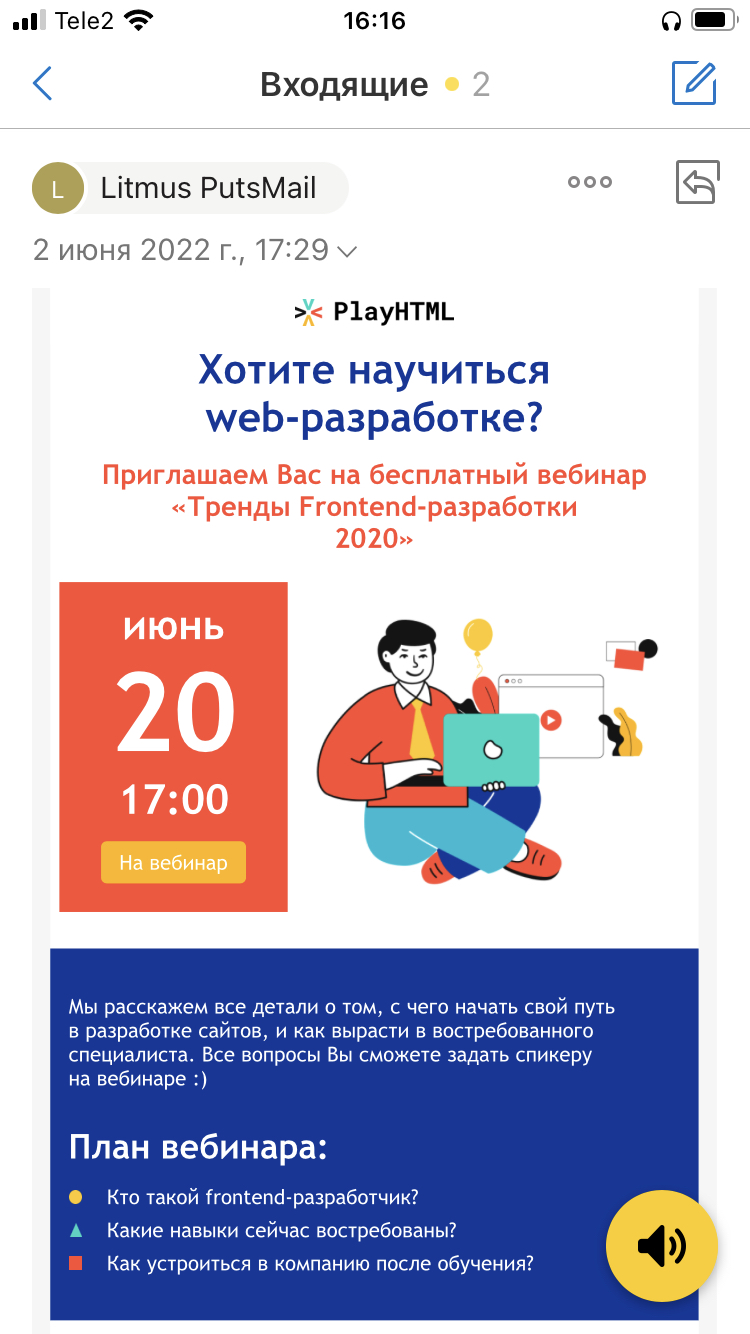 Tele2
16:16
Входящие
2
L
Litmus PutsMail
2 июня 2022 г., 17:29
PlayHTML
Хотите научиться
web-разработке?
Приглашаем Вас на бесплатный вебинар
«Тренды Frontend-разработки
2020»
ИЮНЬ
20
17:00
На вебинар
Мы расскажем все детали о том, с чего начать свой путь
в разработке сайтов, и как вырасти в востребованного
специалиста. Все вопросы Вы сможете задать спикеру
на вебинаре :)
План вебинара:
Кто такой frontend-разработчик?
Какие навыки сейчас востребованы?
Как устроиться в компанию после обучения?